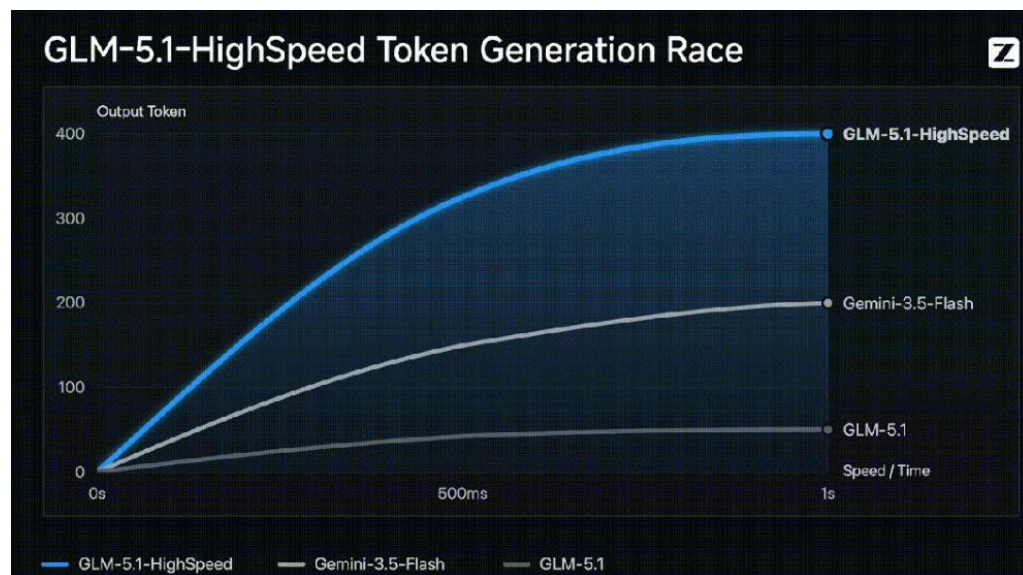 GLM-5.1-HighSpeed Token Generation Race
Z
Output Token
400
300
200
100
0
GLM-5.1-HighSpeed
Gemini-3.5-Flash
GLM-5.1
Speed / Time
0s
500ms
1s
GLM-5.1-HighSpeed
Gemini-3.5-Flash
GLM-5.1